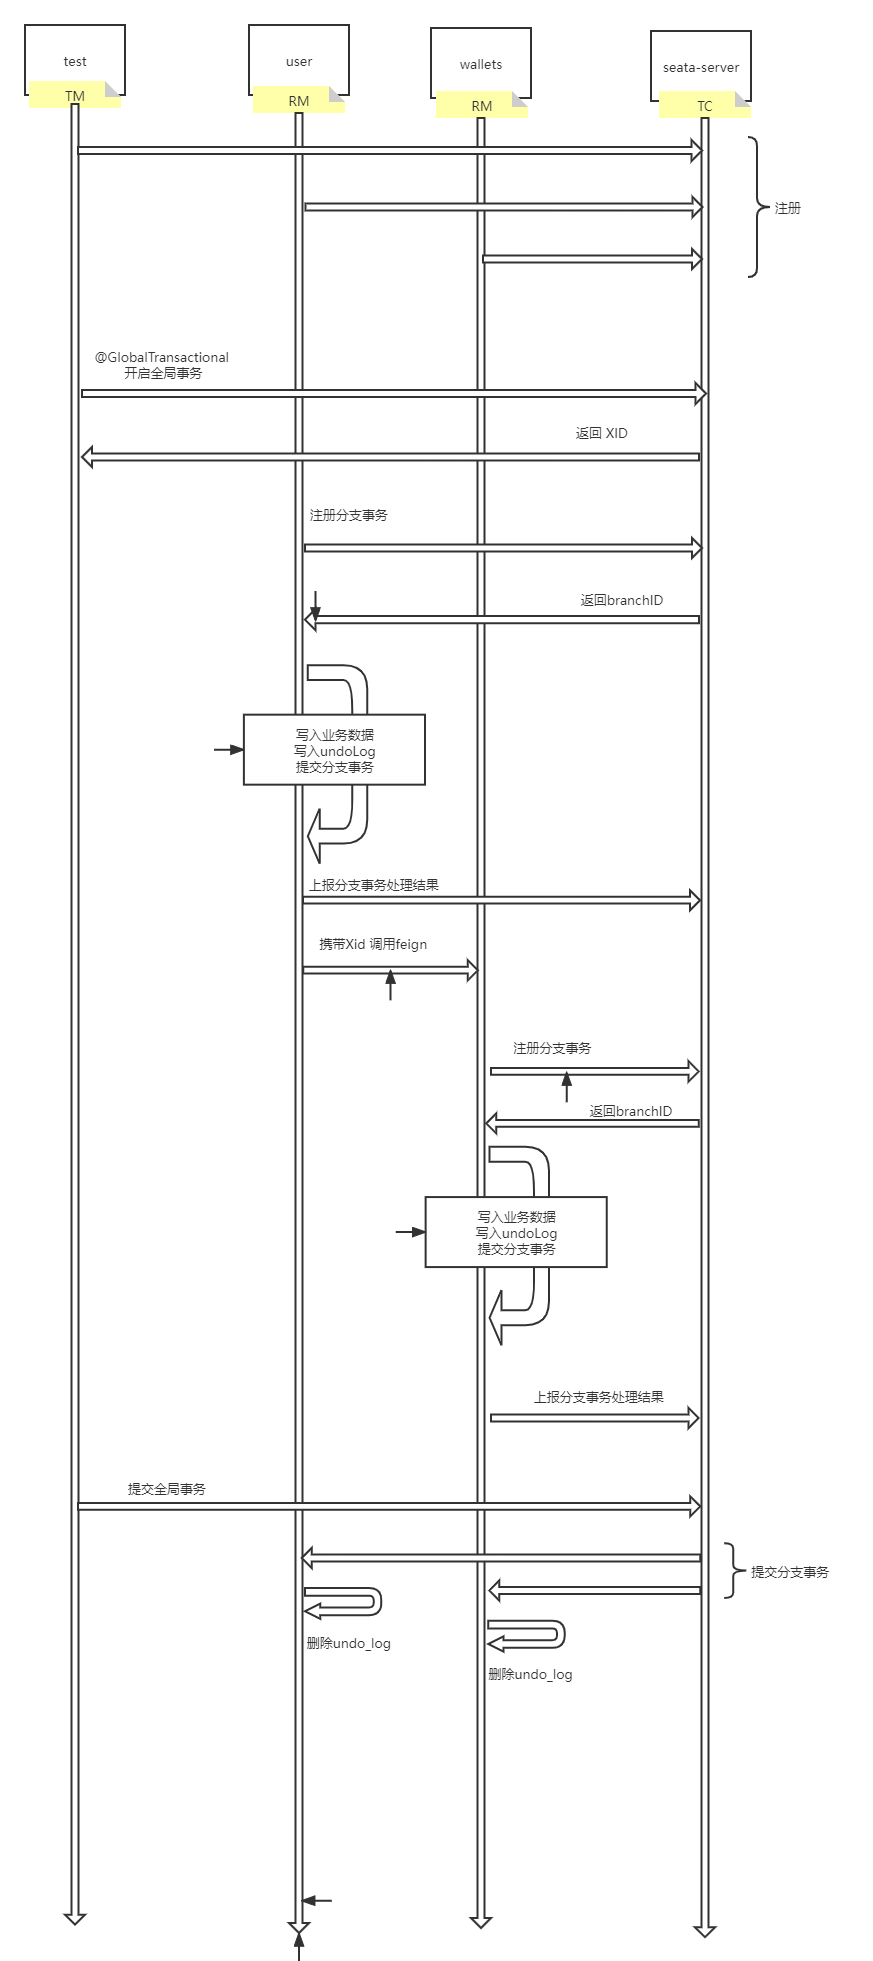 test
user
wallets
seata-server
TM
RM
RM
TC
注册
@GlobalTransactional
开启全局事务
返回 XID
注册分支事务
返回branchID
写入业务数据
写入undoLog
提交分支事务
上报分支事务处理结果
携带Xid 调用feign
注册分支事务
返回branchID
写入业务数据
写入undoLog
提交分支事务
上报分支事务处理结果
提交全局事务
提交分支事务
删除undo_log
删除undo_log